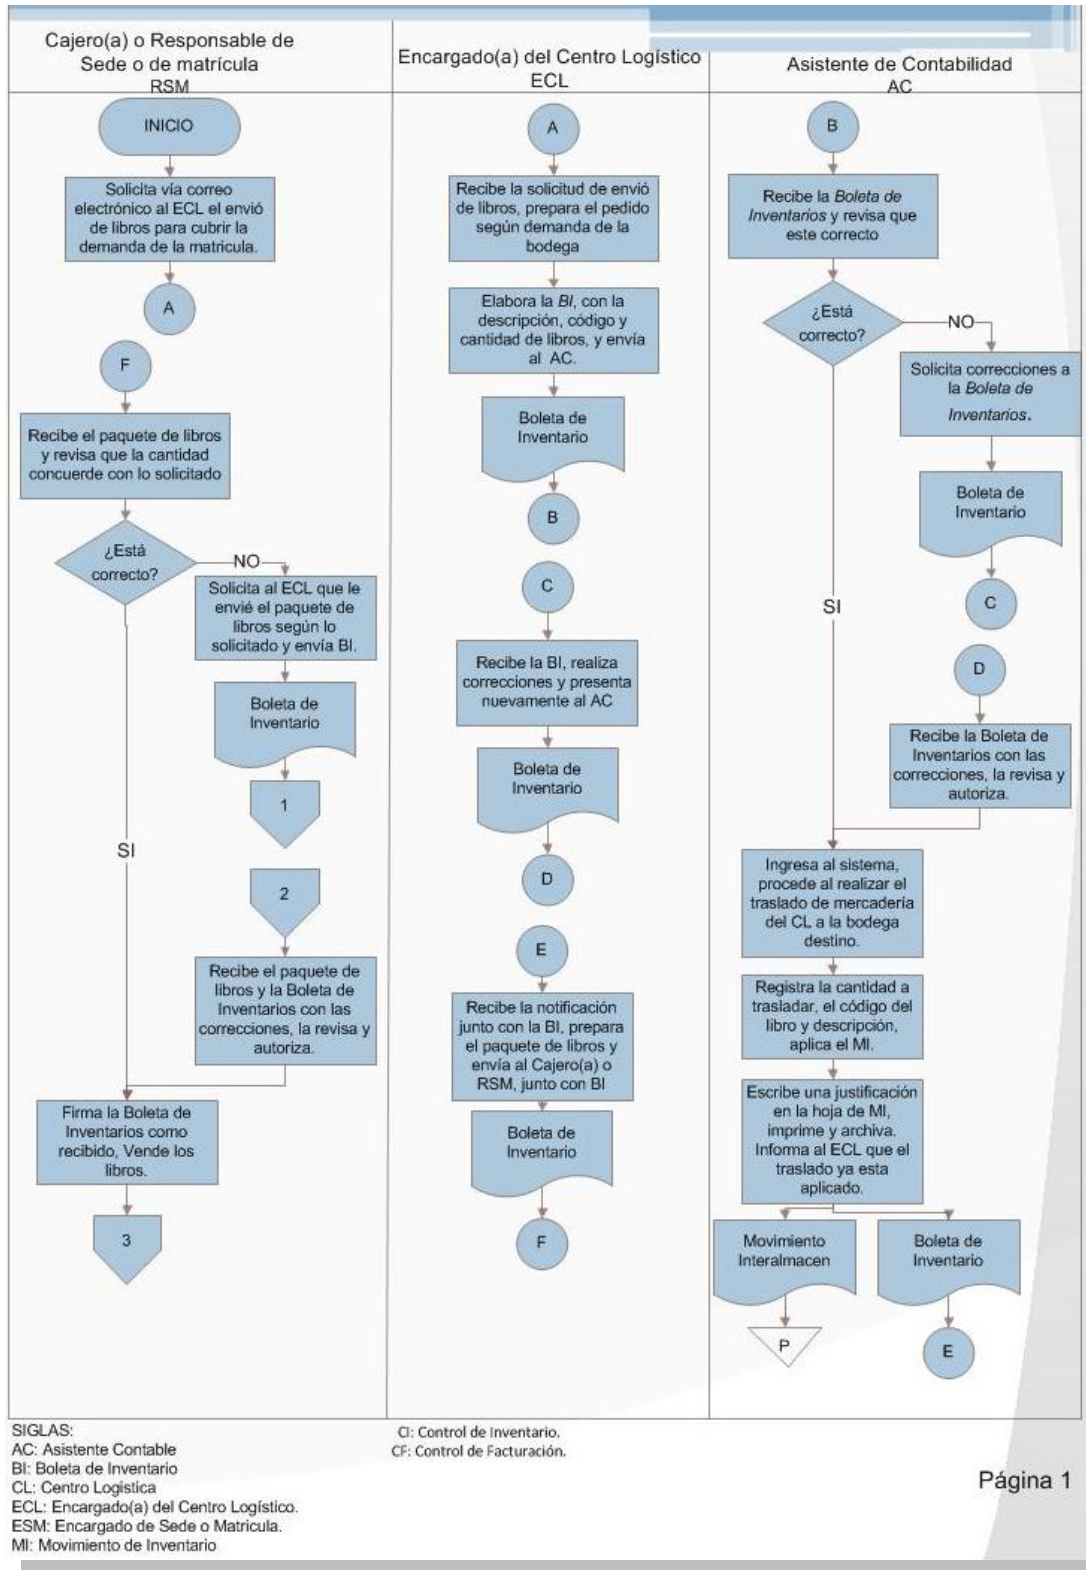 Cajero(a) o Responsable de
Sede o de matrícula
RSM
INICIO
Solicita vía correo
electrónico al ECL el envió
de libros para cubrir la
demanda de la matricula.
A
F
Recibe el paquete de libros
y revisa que la cantidad
concuerde con lo solicitado
¿Está
correcto?
NO
Solicita al ECL que le
envié el paquete de
libros según lo
solicitado y envía BI.
Boleta de
Inventario
1
SI
2
Recibe el paquete de
libros y la Boleta de
Inventarios con las
correcciones, la revisa y
autoriza.
Firma la Boleta de
Inventarios como
recibido, Vende los
libros.
3
Encargado(a) del Centro Logístico
ECL
A
Recibe la solicitud de envió
de libros, prepara el pedido
según demanda de la
bodega
Elabora la BI, con la
descripción, código y
cantidad de libros, y envía
al AC.
Boleta de
Inventario
B
C
Recibe la BI, realiza
correcciones y presenta
nuevamente al AC
Boleta de
Inventario
D
E
Recibe la notificación
junto con la BI, prepara
el paquete de libros y
envía al Cajero(a) o
RSM, junto con BI
Boleta de
Inventario
F
Asistente de Contabilidad
AC
B
Recibe la Boleta de
Inventarios y revisa que
este correcto
¿Está
correcto?
NO
Solicita correcciones a
la Boleta de
Inventarios.
Boleta de
Inventario
C
SI
D
Recibe la Boleta de
Inventarios con las
correcciones, la revisa y
autoriza.
Ingresa al sistema,
procede al realizar el
traslado de mercadería
del CL a la bodega
destino.
Registra la cantidad a
trasladar, el código del
libro y descripción,
aplica el MI.
Escribe una justificación
en la hoja de MI,
imprime y archiva.
Informa al ECL que el
traslado ya esta
aplicado.
Movimiento
Interalmacen
P
Boleta de
Inventario
E
SIGLAS:
AC: Asistente Contable
BI: Boleta de Inventario
CL: Centro Logistica
ECL: Encargado(a) del Centro Logístico.
ESM: Encargado de Sede o Matricula.
MI: Movimiento de Inventario
CI: Control de Inventario.
CF: Control de Facturación.
Página 1